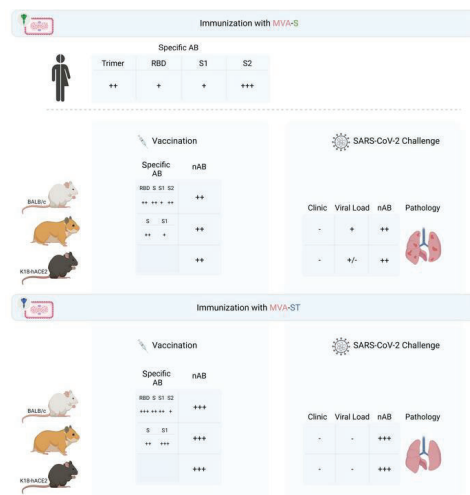 Immunization with MVA-S
Specific AB
Trimer RBD S1 S2
++ + + +++
Vaccination
SARS-CoV-2 Challenge
Specific AB
nAB
RBD S S1 S2
++ ++ + ++
++
BALB/c
Clinic Viral Load nAB Pathology
S S1
++ +
++
- + ++
++
- +/- ++
K18-hACE2
Immunization with MVA-ST
Vaccination
SARS-CoV-2 Challenge
Specific AB
nAB
RBD S S1 S2
+++ ++ ++ +
+++
BALB/c
Clinic Viral Load nAB Pathology
S S1
++ +++
+++
- - +++
+++
- - +++
K18-hACE2